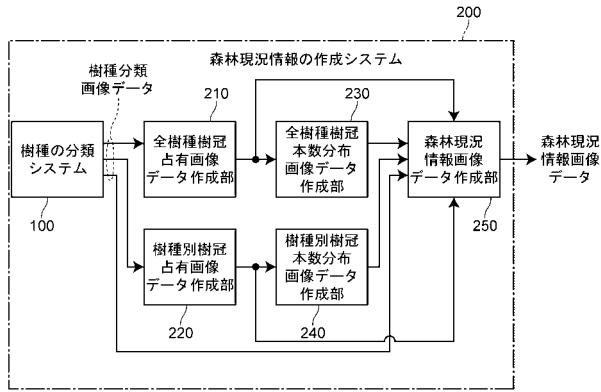 200
森林現況情報の作成システム
樹種分類
画像データ
210
230
樹種の分類
システム
100
全樹種樹冠
占有画像
データ作成部
全樹種樹冠
本数分布
画像データ
作成部
森林現況
情報画像
データ作成部
250
森林現況
情報画像
データ
樹種別樹冠
占有画像
データ作成部
220
樹種別樹冠
本数分布
画像データ
作成部
240